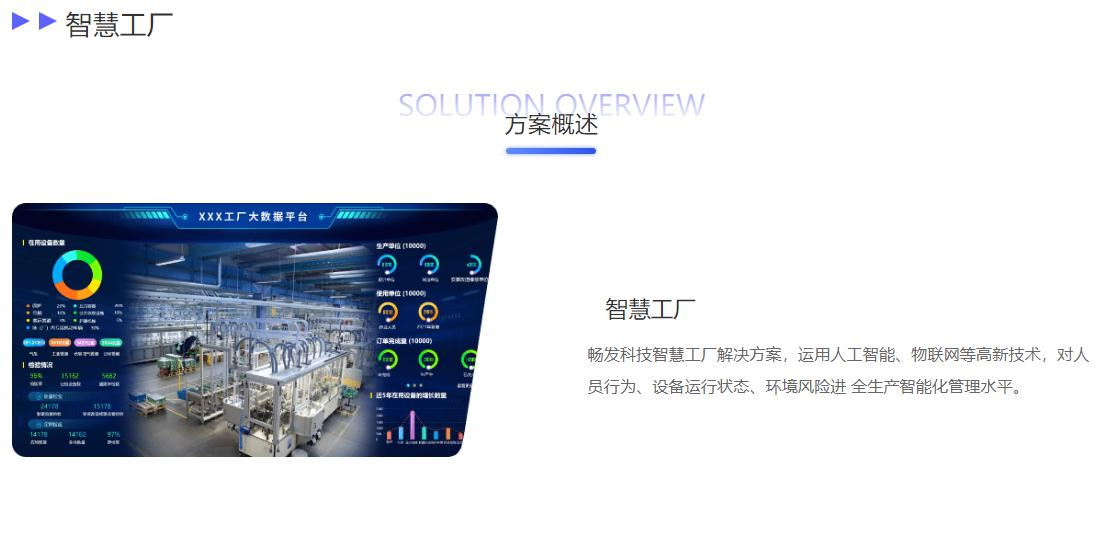 智慧工厂
SOLUTION OVERVIEW
方案概述
XXX工厂大数据平台
在用设备数量
生产单位 (10000)
使用单位 (10000)
订单完成量 (10000)
检验情况
96% 15162 5662
24178 15178
14178 14162 97%
近5年在用设备的增长数量
智慧工厂
畅发科技智慧工厂解决方案，运用人工智能、物联网等高新技术，对人
员行为、设备运行状态、环境风险进 全生产智能化管理水平。